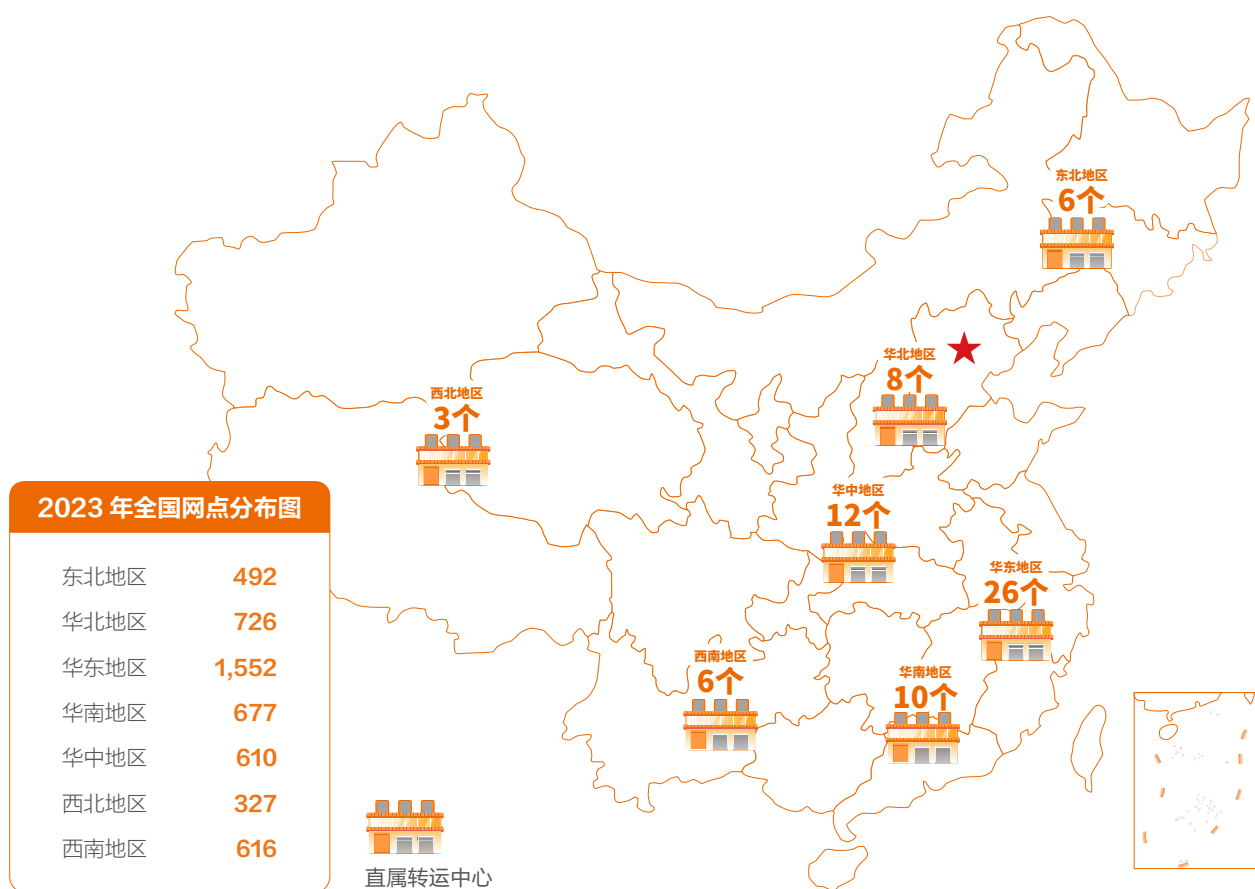 东北地区
6个
华北地区
8个
西北地区
3个
华中地区
12个
华东地区
26个
西南地区
6个
华南地区
10个
2023 年全国网点分布图
东北地区 492
华北地区 726
华东地区 1,552
华南地区 677
华中地区 610
西北地区 327
西南地区 616
直属转运中心